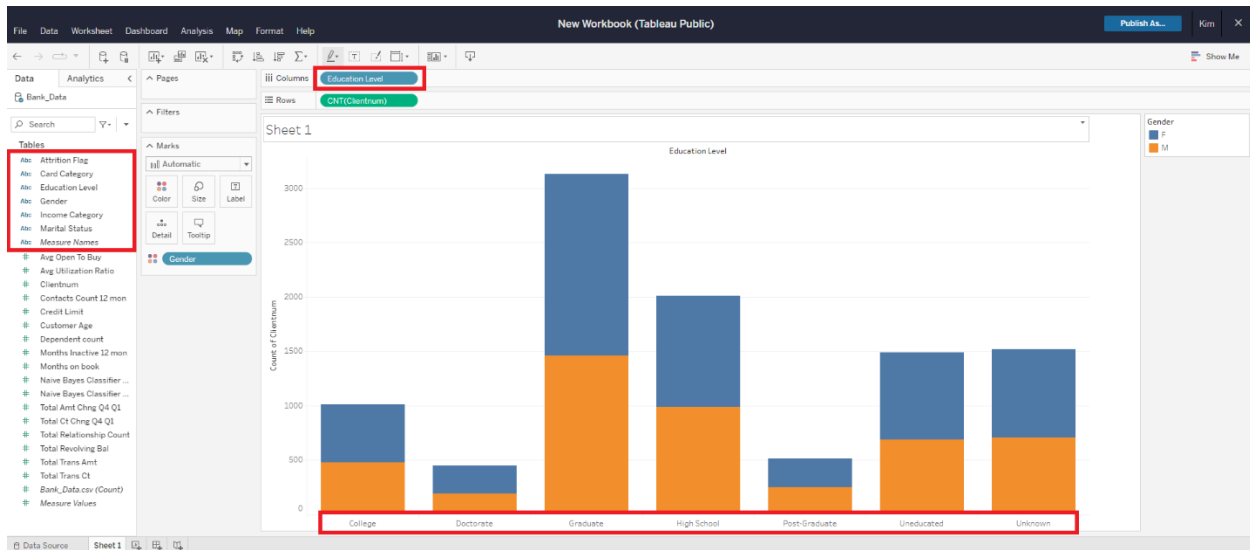 New Workbook (Tableau Public)
Publish As...
Kim
File Data Worksheet Dashboard Analysis Map Format Help
Show Me
Data Analytics
Bank_Data
Search
Tables
Abc Attrition Flag
Abc Card Category
Abc Education Level
Abc Gender
Abc Income Category
Abc Marital Status
Abc Measure Names
# Avg Open To Buy
# Avg Utilization Ratio
# Clientnum
# Contacts Count 12 mon
# Credit Limit
# Customer Age
# Dependent count
# Months Inactive 12 mon
# Months on book
# Naive Bayes Classifier ...
# Naive Bayes Classifier ...
# Total Amt Chng Q4 Q1
# Total Ct Chng Q4 Q1
# Total Relationship Count
# Total Revolving Bal
# Total Trans Amt
# Total Trans Ct
# Bank_Data.csv (Count)
# Measure Values
Pages
Filters
Marks
Automatic
Color Size Label
Detail Tooltip
Gender
Columns Education Level
Rows CNT(Clientnum)
Sheet 1
Education Level
Count of Clientnum
3000
2500
2000
1500
1000
500
0
College Doctorate Graduate High School Post-Graduate Uneducated Unknown
Gender
F
M
Data Source Sheet 1